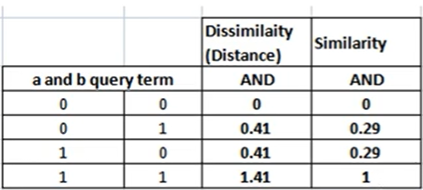 Dissimilaity (Distance) Similarity
a and b query term AND AND
0 0 0 0
0 1 0.41 0.29
1 0 0.41 0.29
1 1 1.41 1